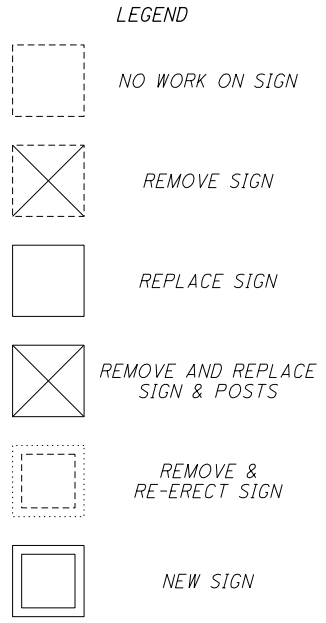 LEGEND
NO WORK ON SIGN
REMOVE SIGN
REPLACE SIGN
REMOVE AND REPLACE
SIGN & POSTS
REMOVE &
RE-ERECT SIGN
NEW SIGN